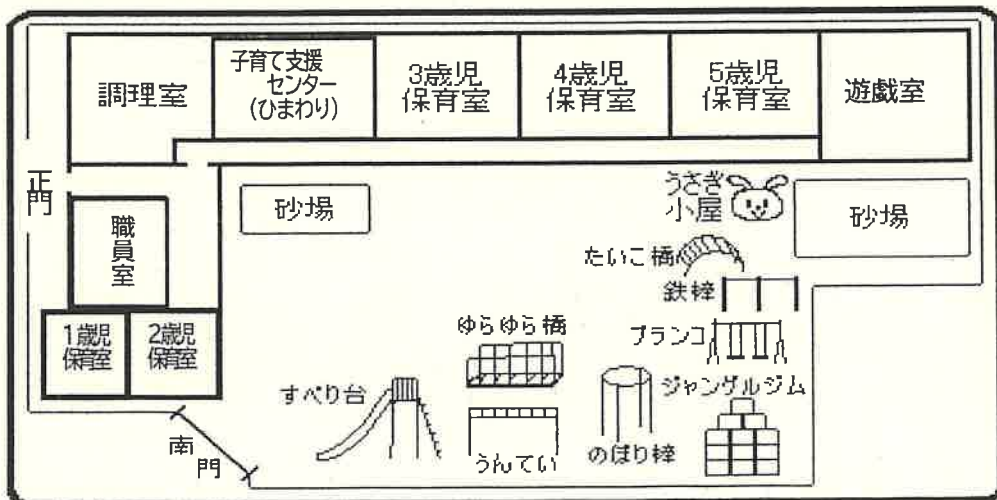 調理室
子育て支援
センター
(ひまわり)
3歳児
保育室
4歳児
保育室
5歳児
保育室
遊戯室
正門
職員室
砂場
うさぎ
小屋
砂場
たいこ橋
鉄棒
1歳児
保育室
2歳児
保育室
ゆらゆら橋
ブランコ
すべり台
ジャングルジム
うんてい
のぼり棒
南門